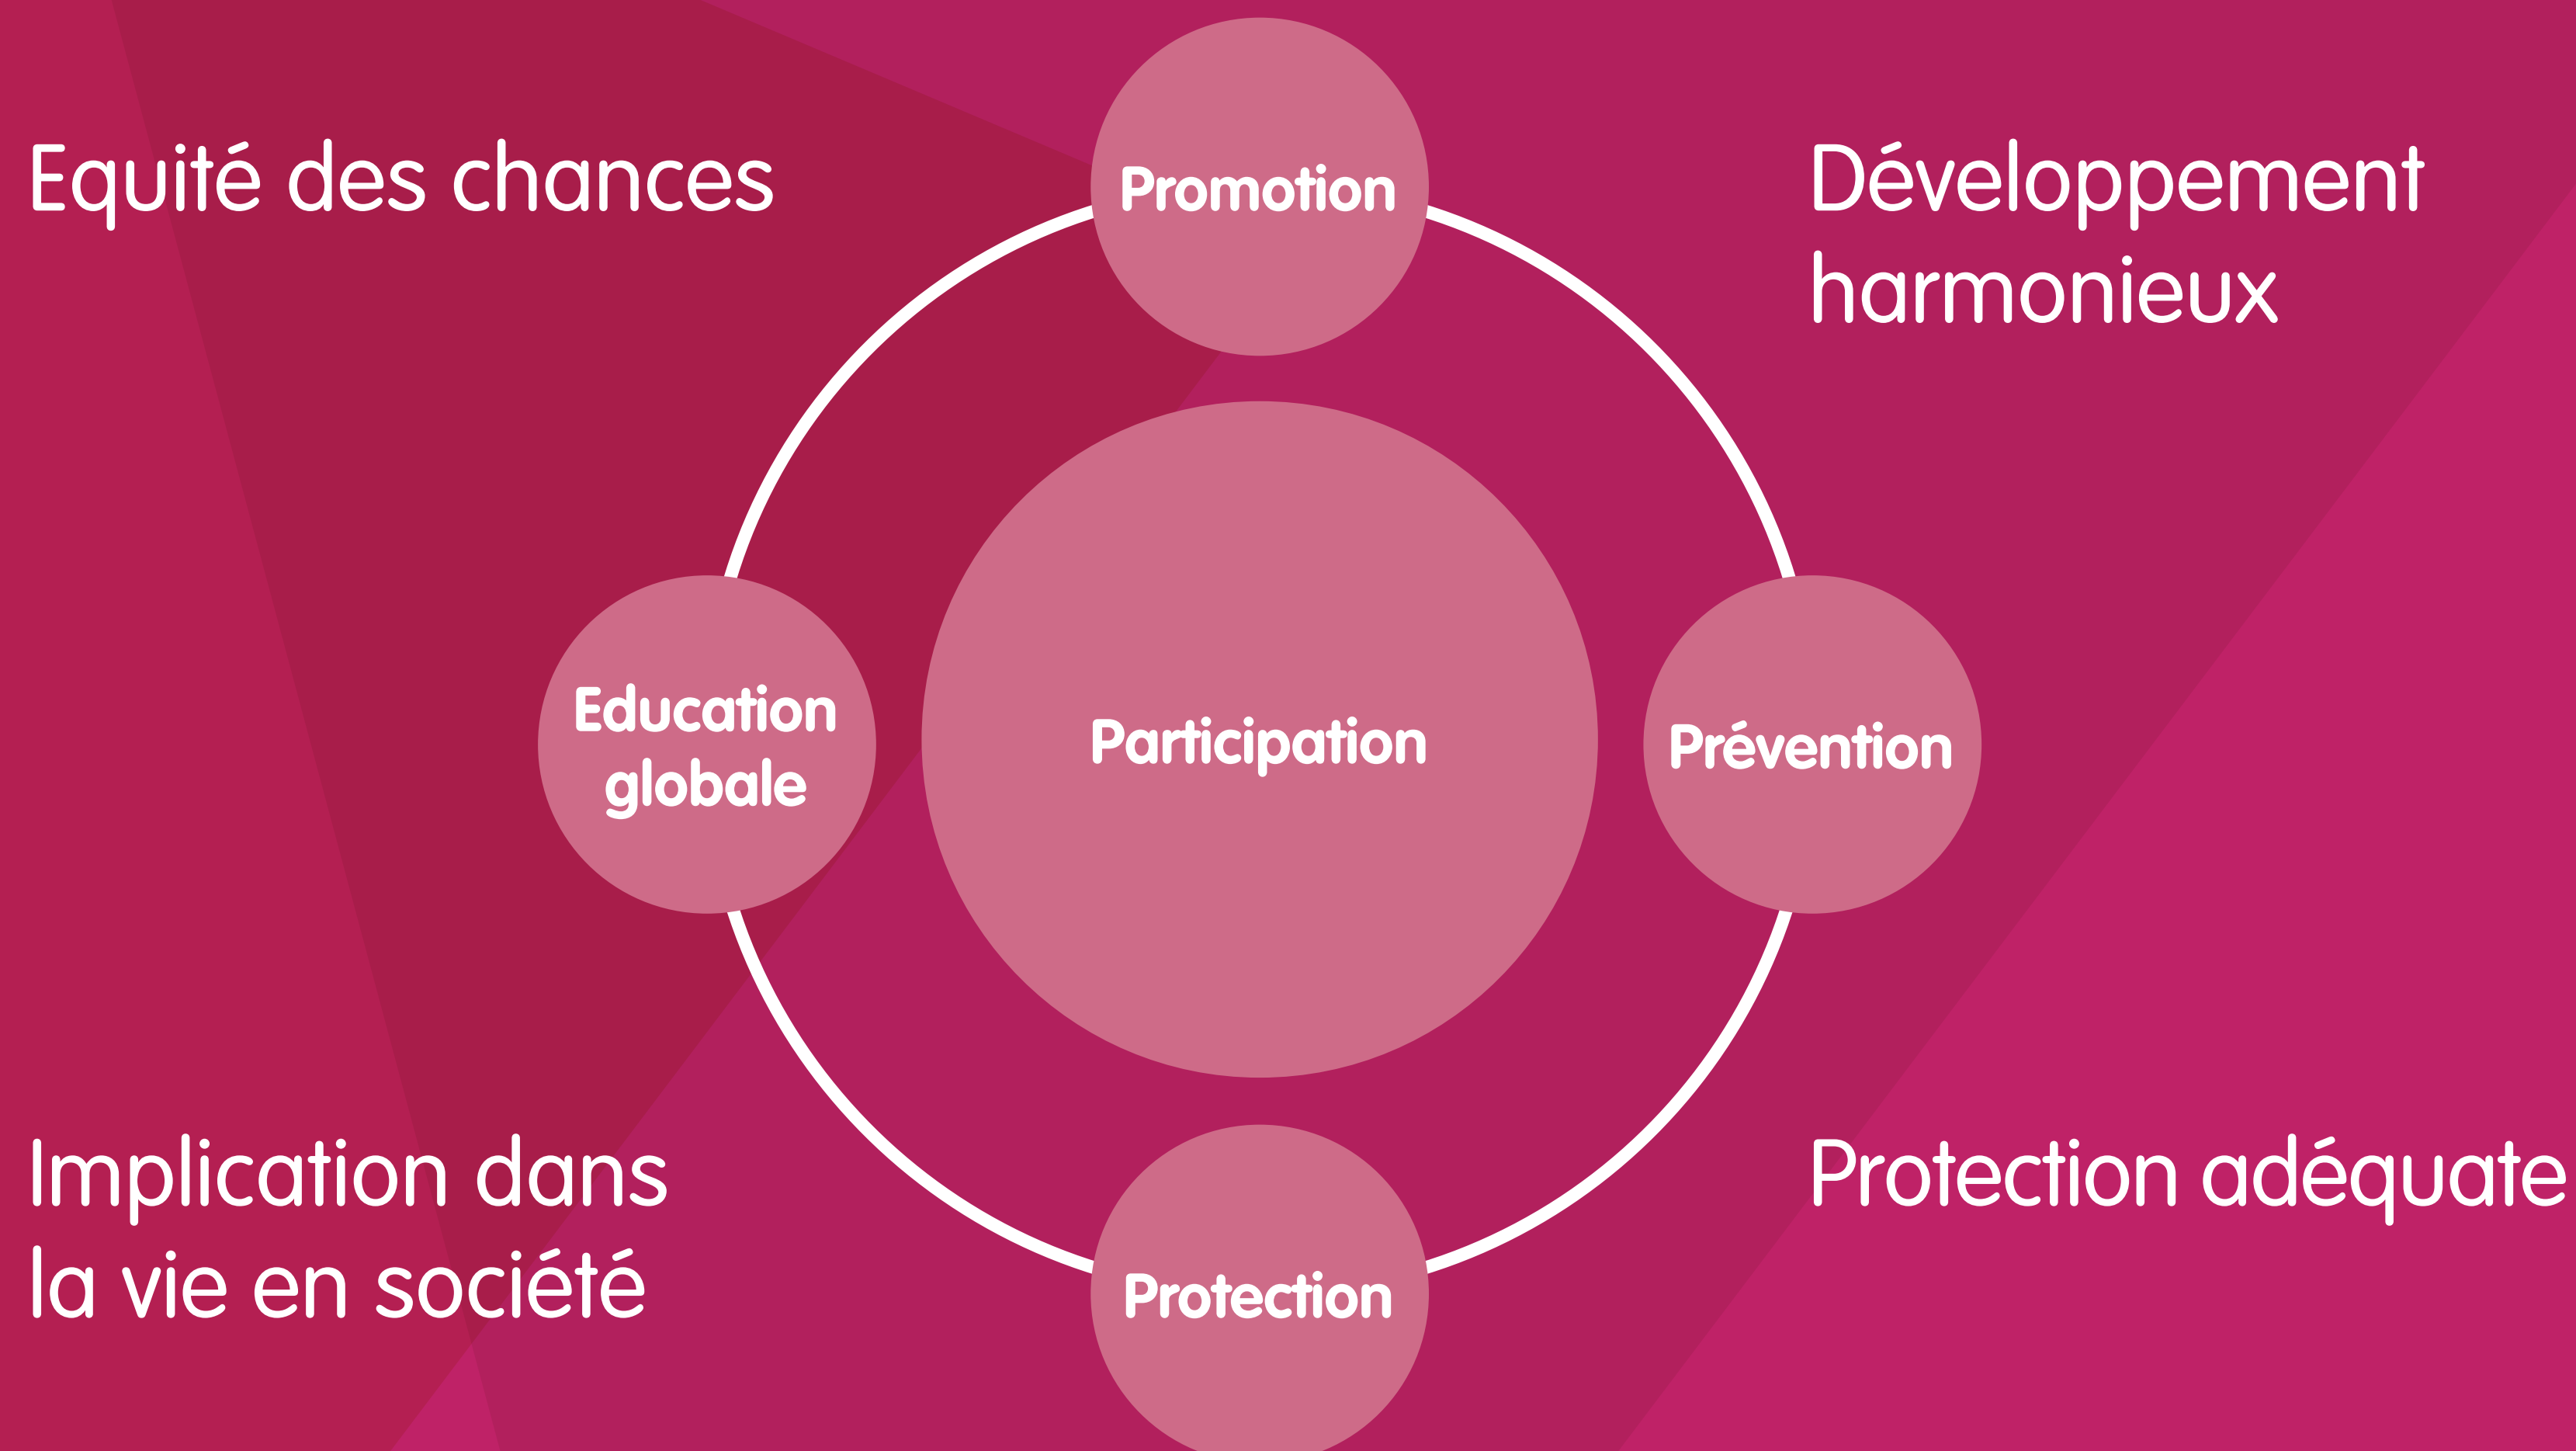 Equité des chances
Promotion
Développement
harmonieux
Education
globale
Participation
Prévention
Implication dans
la vie en société
Protection
Protection adéquate